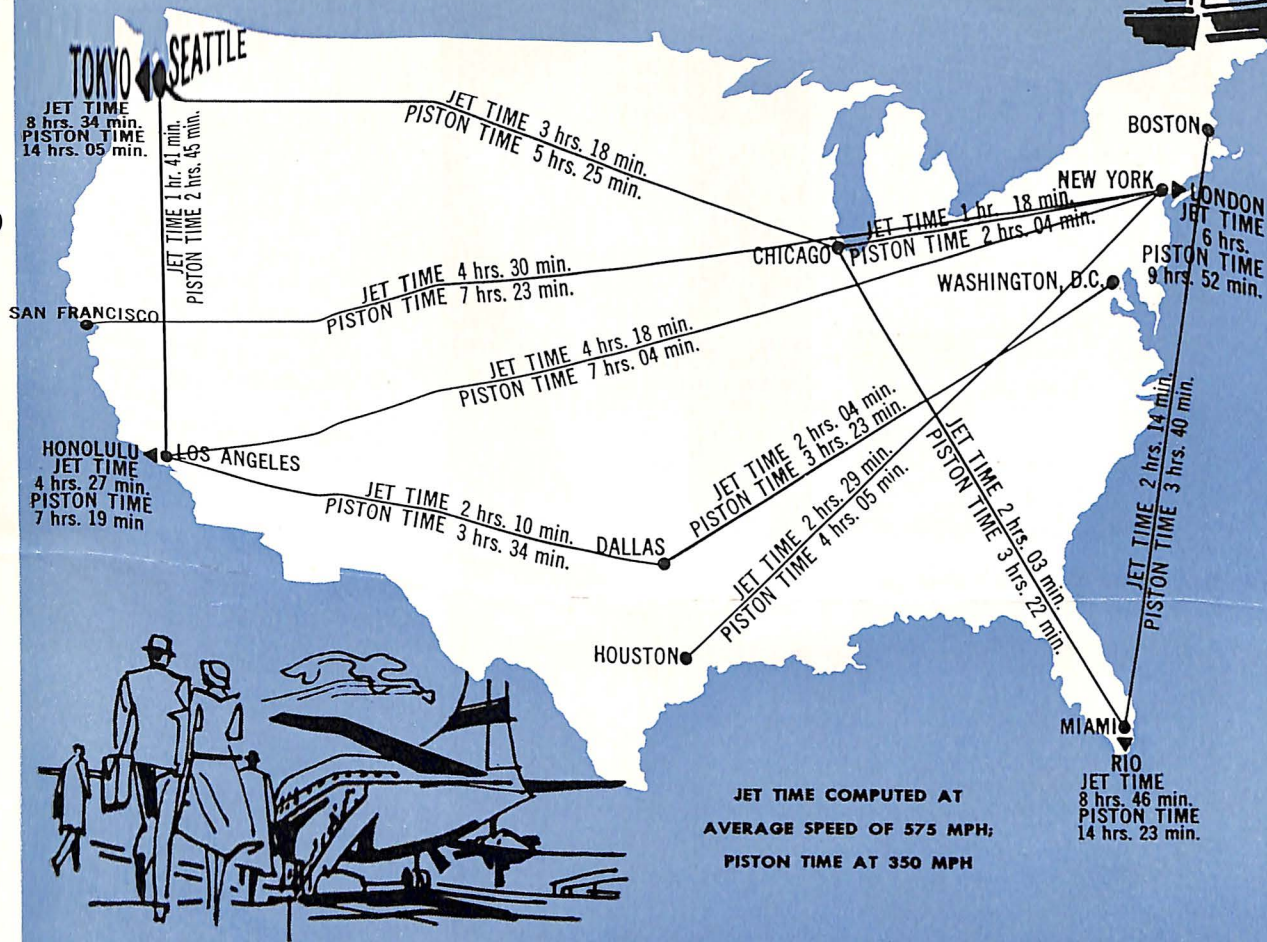 TOKYO
SEATTLE
JET TIME
8 hrs. 34 min.
PISTON TIME
14 hrs. 05 min.
JET TIME 1 hr. 41 min.
PISTON TIME 2 hrs. 45 min.
JET TIME 3 hrs. 18 min.
PISTON TIME 5 hrs. 25 min.
BOSTON
NEW YORK
LONDON
JET TIME
6 hrs.
PISTON TIME
9 hrs. 52 min.
JET TIME 1 hr. 18 min.
PISTON TIME 2 hrs. 04 min.
CHICAGO
WASHINGTON, D.C.
JET TIME 4 hrs. 30 min.
PISTON TIME 7 hrs. 23 min.
SAN FRANCISCO
JET TIME 4 hrs. 18 min.
PISTON TIME 7 hrs. 04 min.
HONOLULU
JET TIME
4 hrs. 27 min.
PISTON TIME
7 hrs. 19 min
LOS ANGELES
JET TIME 2 hrs. 10 min.
PISTON TIME 3 hrs. 34 min.
DALLAS
JET TIME 2 hrs. 04 min.
PISTON TIME 3 hrs. 23 min.
JET TIME 2 hrs. 29 min.
PISTON TIME 4 hrs. 05 min.
HOUSTON
JET TIME 2 hrs. 03 min.
PISTON TIME 3 hrs. 22 min.
JET TIME 2 hrs. 14 min.
PISTON TIME 3 hrs. 40 min.
MIAMI
RIO
JET TIME
8 hrs. 46 min.
PISTON TIME
14 hrs. 23 min.
JET TIME COMPUTED AT
AVERAGE SPEED OF 575 MPH;
PISTON TIME AT 350 MPH